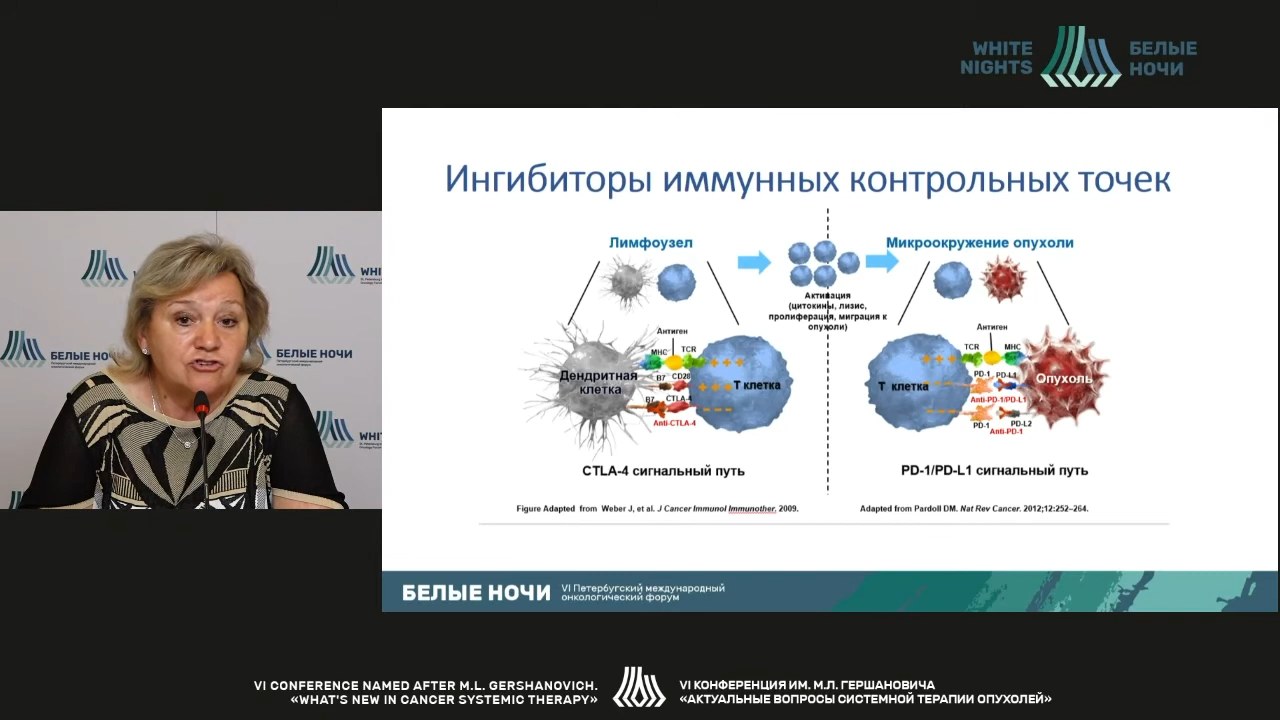 WHITE
NIGHTS
БЕЛЫЕ
НОЧИ
Ингибиторы иммунных контрольных точек
Лимфоузел
Микроокружение опухоли
Активация
(цитокины, лизис,
пролиферация, миграция к
опухоли)
Антиген
MHC
TCR
B7
CD28
B7
CTLA-4
Anti-CTLA-4
Дендритная
клетка
Т клетка
+ + +
+ + +
- - -
Антиген
TCR
MHC
PD-1
PD-L1
Anti-PD-1/PD-L1
PD-1
PD-L2
Anti-PD-1
Т клетка
Опухоль
CTLA-4 сигнальный путь
PD-1/PD-L1 сигнальный путь
Figure Adapted from Weber J, et al. J Cancer Immunol Immunother. 2009.
Adapted from Pardoll DM. Nat Rev Cancer. 2012;12:252–264.
БЕЛЫЕ НОЧИ
VI Петербургский международный
онкологический форум
WHITE
БЕЛЫЕ НОЧИ
БЕЛЫЕ НОЧИ
WHITE
VI CONFERENCE NAMED AFTER M.L. GERSHANOVICH.
«WHAT'S NEW IN CANCER SYSTEMIC THERAPY»
VI КОНФЕРЕНЦИЯ ИМ. М.Л. ГЕРШАНОВИЧА
«АКТУАЛЬНЫЕ ВОПРОСЫ СИСТЕМНОЙ ТЕРАПИИ ОПУХОЛЕЙ»